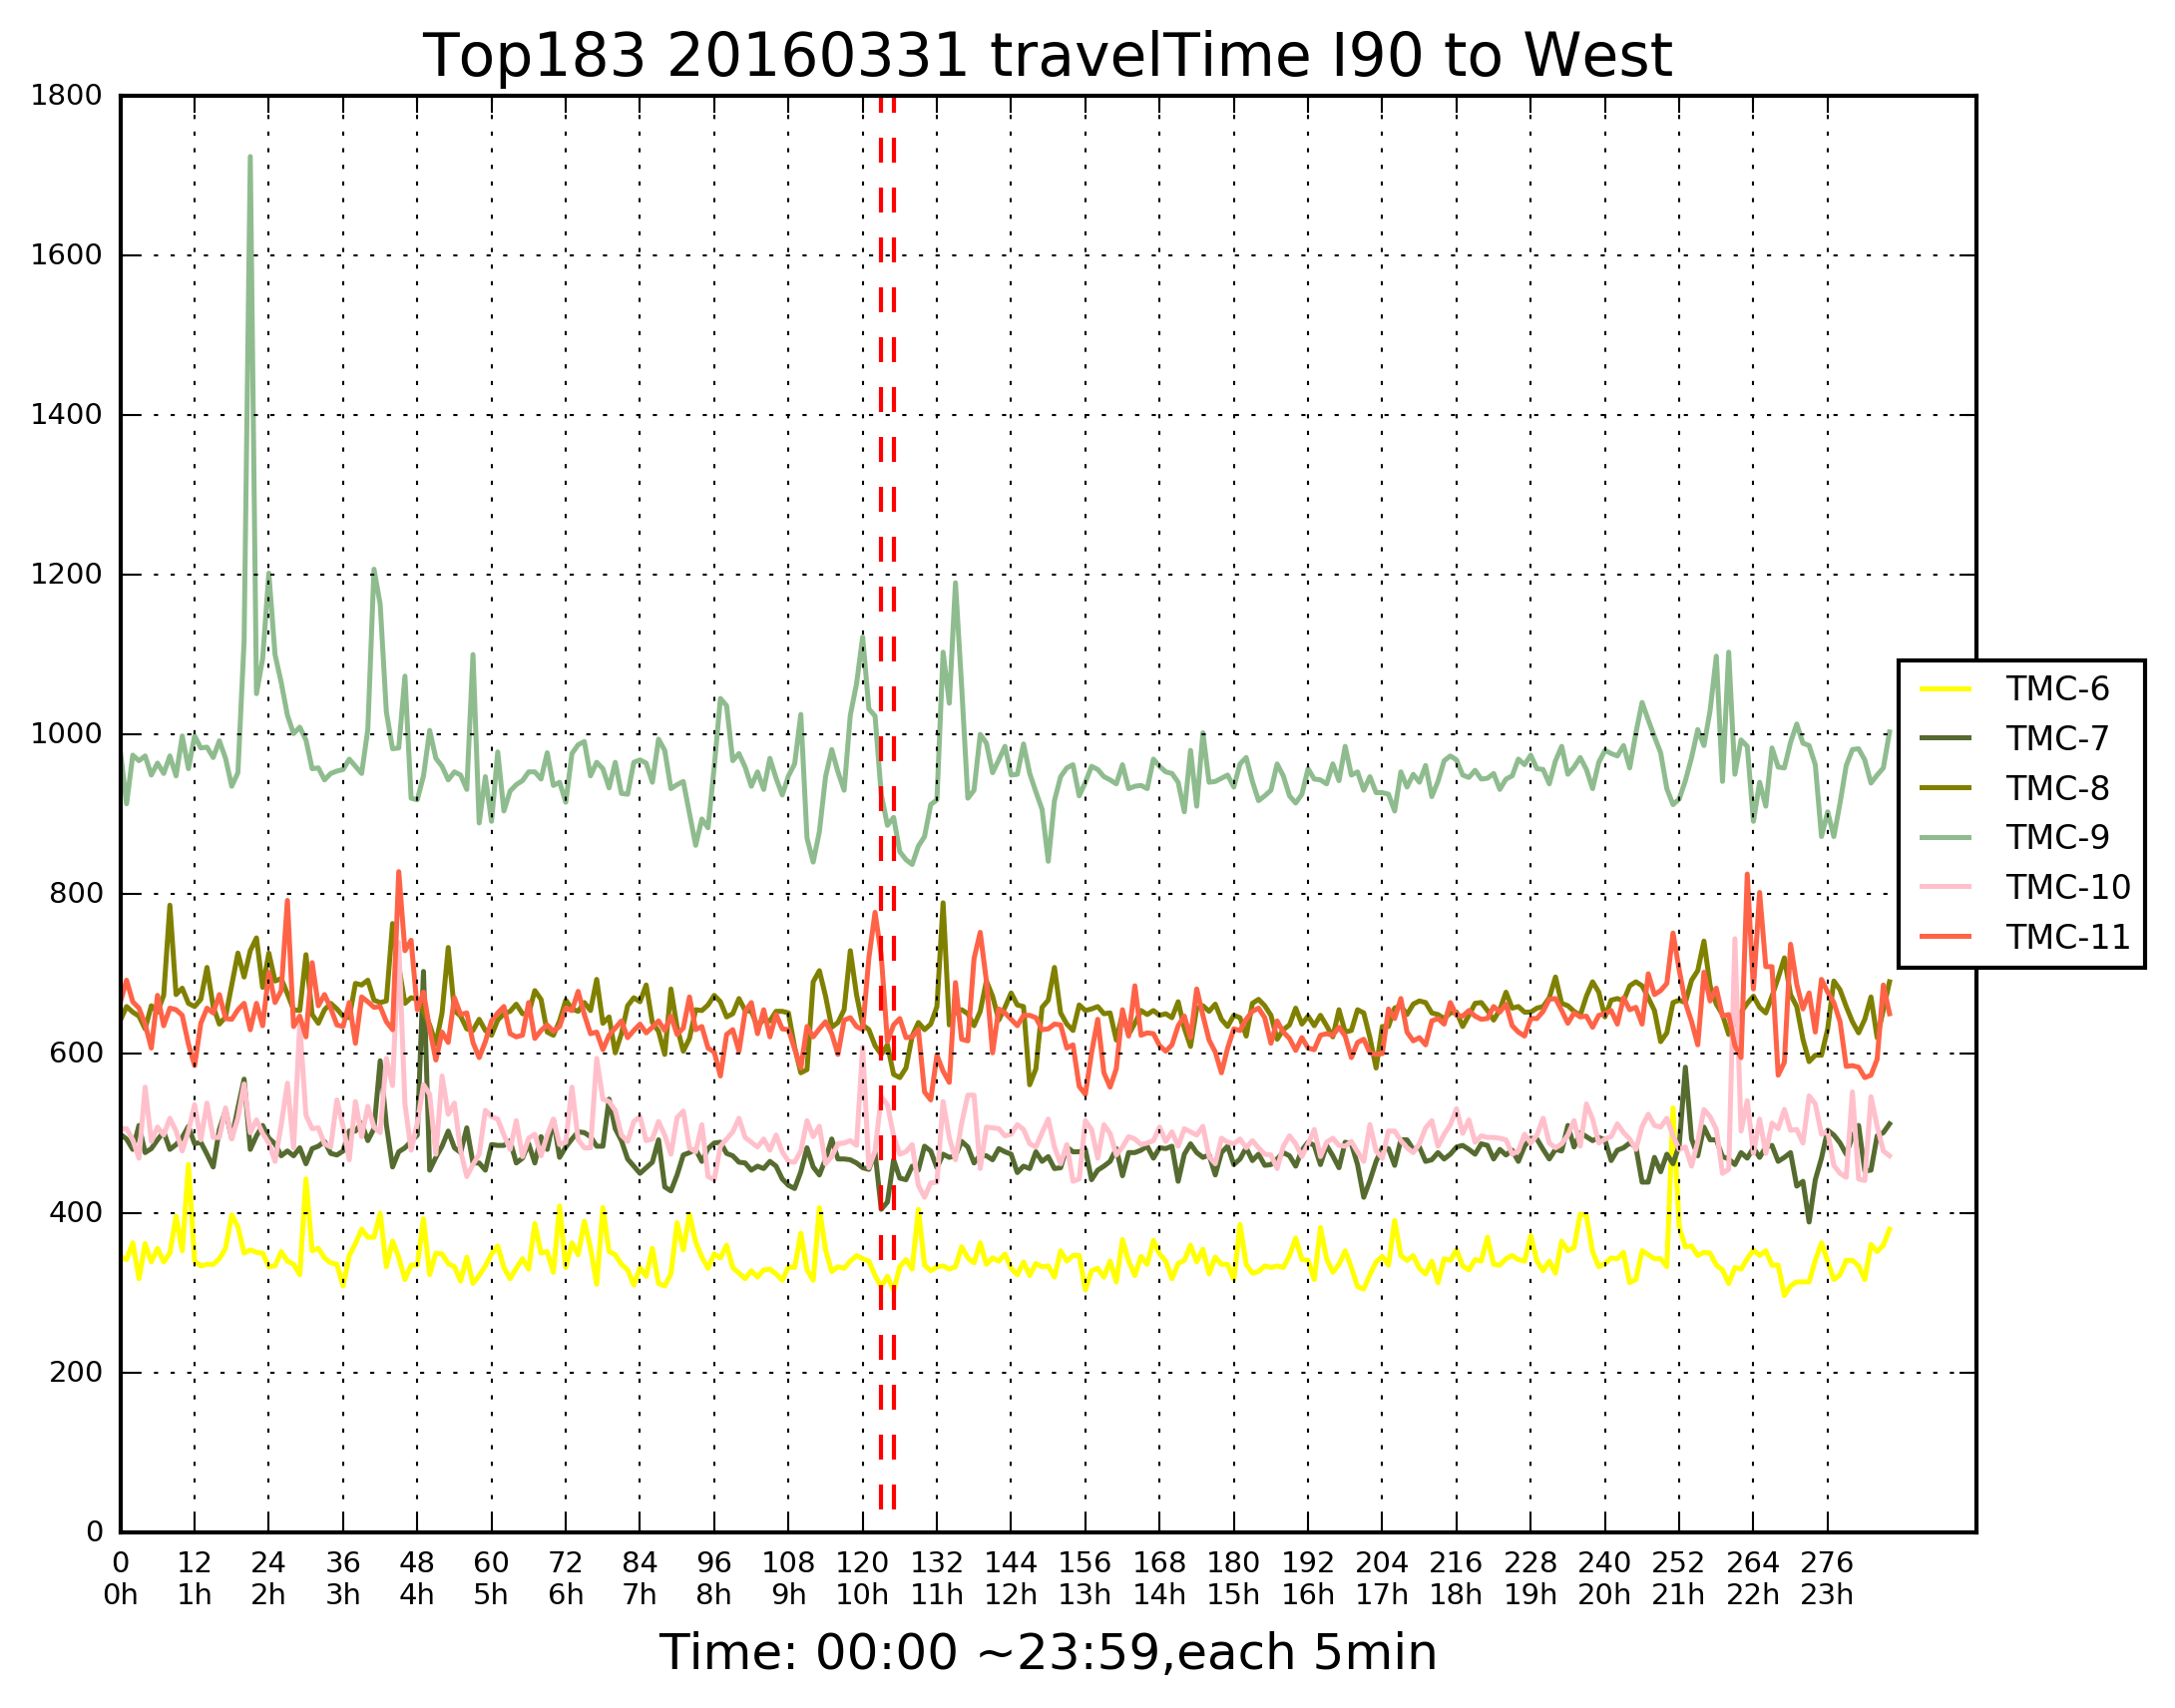 Top183 20160331 travelTime I90 to West
1800
1600
1400
1200
1000
800
600
400
200
0
TMC-6
TMC-7
TMC-8
TMC-9
TMC-10
TMC-11
0 12 24 36 48 60 72 84 96 108 120 132 144 156 168 180 192 204 216 228 240 252 264 276
0h 1h 2h 3h 4h 5h 6h 7h 8h 9h 10h 11h 12h 13h 14h 15h 16h 17h 18h 19h 20h 21h 22h 23h
Time: 00:00 ~23:59,each 5min